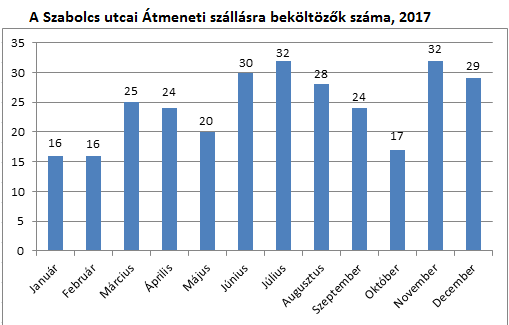 A Szabolcs utcai Átmeneti szállásra beköltözők száma, 2017
35
30
25
20
15
10
5
0
16
16
25
24
20
30
32
28
24
17
32
29
Január
Február
Március
Április
Május
Június
Július
Augusztus
Szeptember
Október
November
December